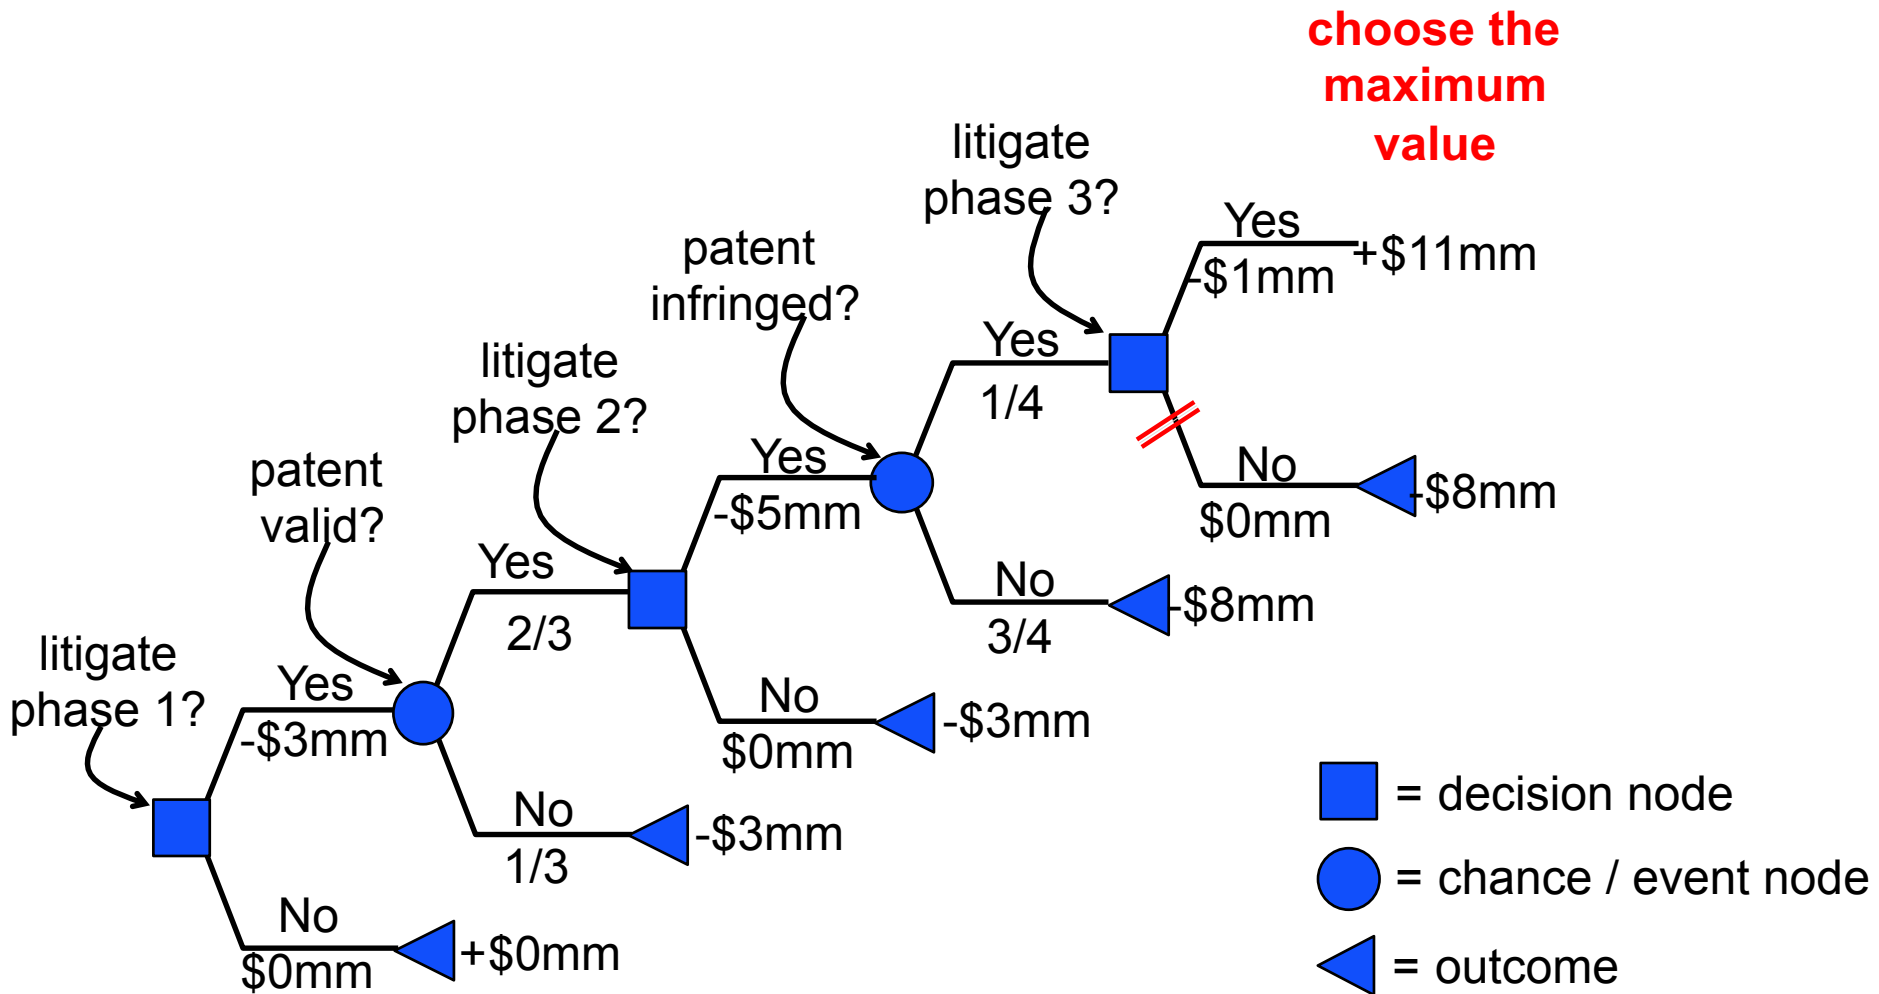 choose the
maximum
value
litigate
phase 3?
Yes
-$1mm
+$11mm
patent
infringed?
Yes
1/4
No
$0mm
-$8mm
litigate
phase 2?
Yes
-$5mm
No
3/4
-$8mm
patent
valid?
Yes
2/3
No
$0mm
-$3mm
litigate
phase 1?
Yes
-$3mm
No
1/3
-$3mm
No
$0mm
+$0mm
= decision node
= chance / event node
= outcome